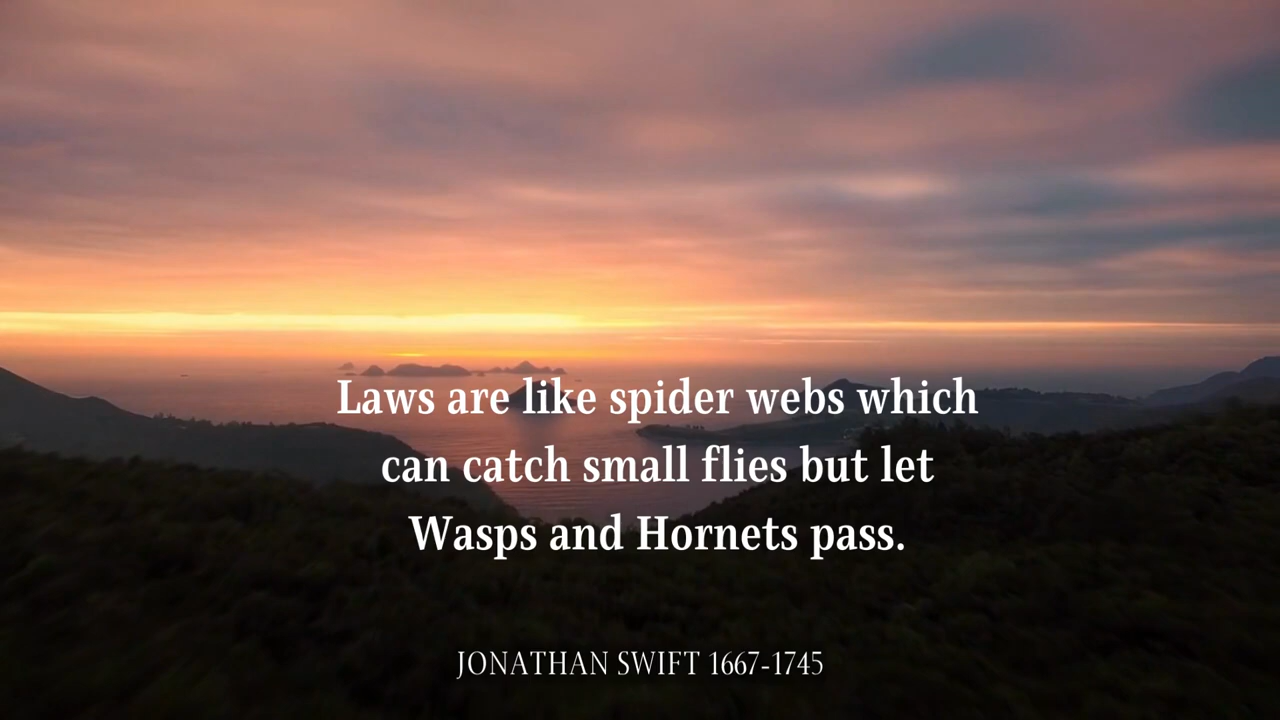 Laws are like spider webs which
can catch small flies but let
Wasps and Hornets pass.
JONATHAN SWIFT 1667-1745